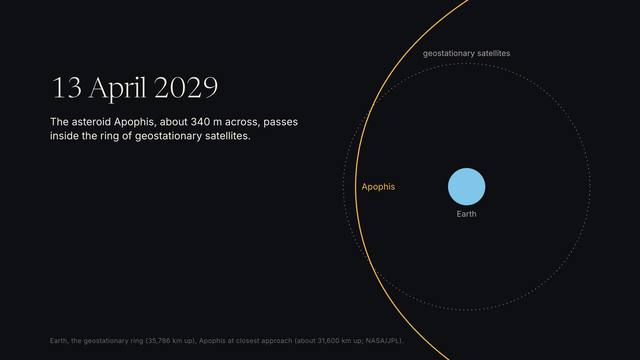 geostationary satellites
13 April 2029
The asteroid Apophis, about 340 m across, passes
inside the ring of geostationary satellites.
Apophis
Earth
Earth, the geostationary ring (35,786 km up), Apophis at closest approach (about 31,600 km up; NASA/JPL).